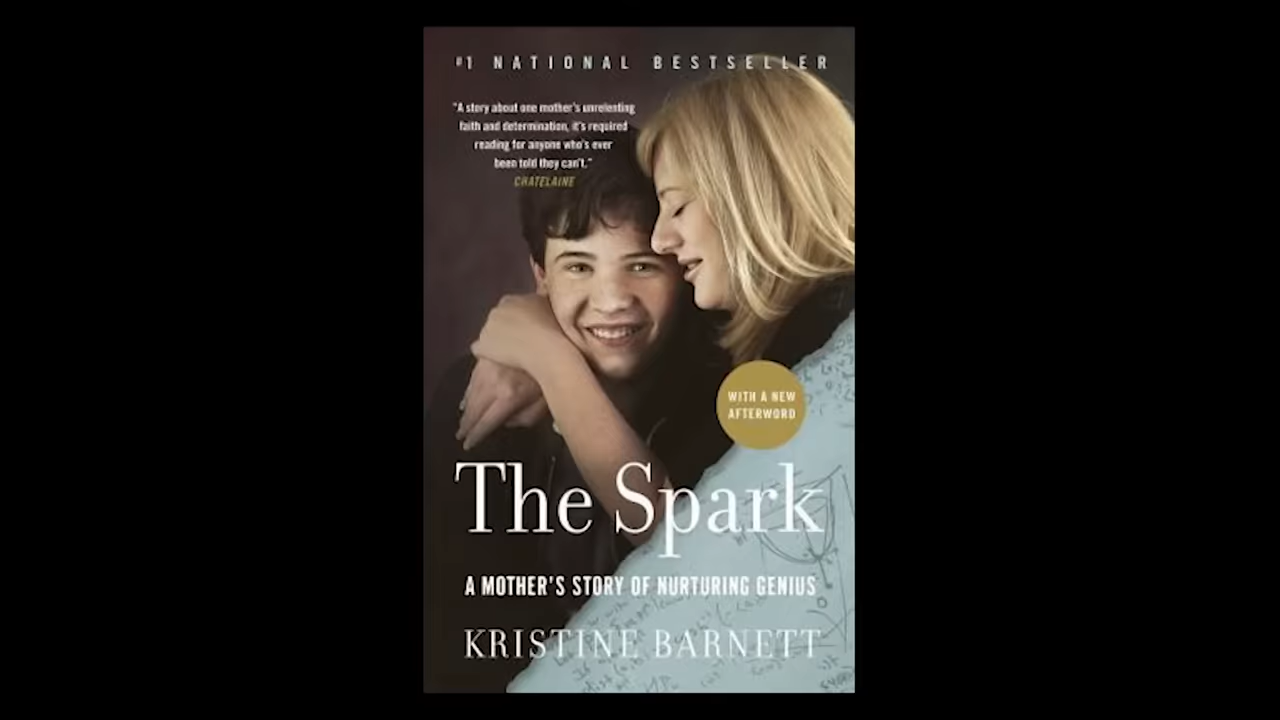 #1 NATIONAL BESTSELLER
"A story about one mother's unrelenting
faith and determination, it's required
reading for anyone who's ever
been told they can't."
CHATELAINE
WITH A NEW
AFTERWORD
The Spark
A MOTHER'S STORY OF NURTURING GENIUS
KRISTINE BARNETT